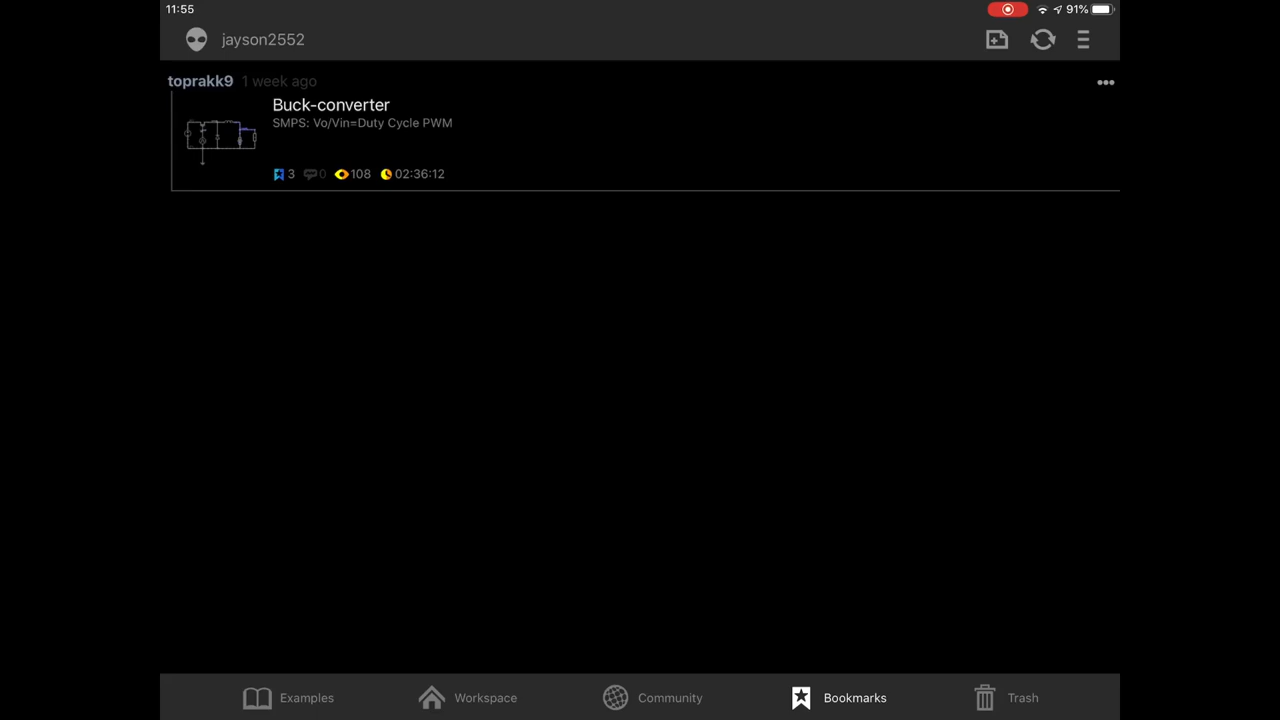 11:55
91%
jayson2552
toprakk9 1 week ago
Buck-converter
SMPS: Vo/Vin=Duty Cycle PWM
3 0 108 02:36:12
Examples Workspace Community Bookmarks Trash